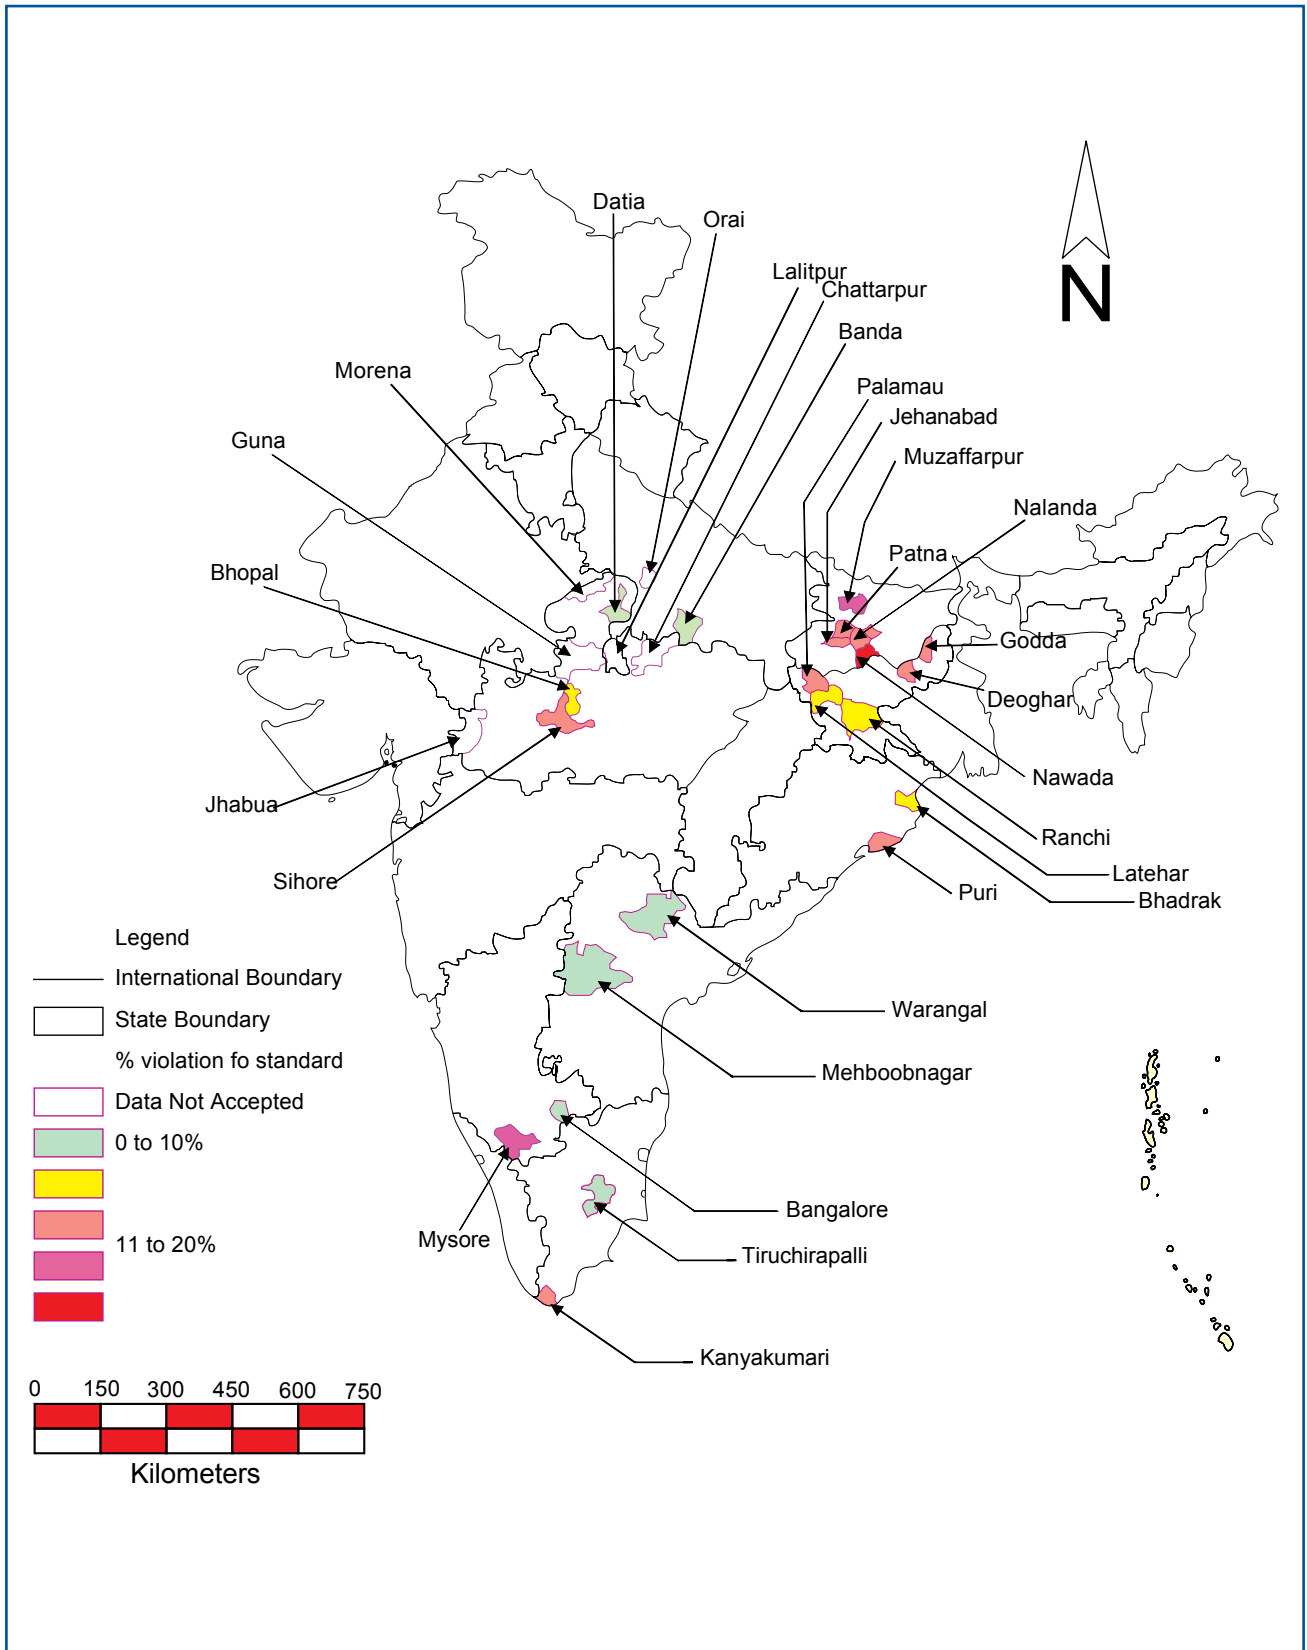 Datia
Orai
Lalitpur
Chattarpur
Banda
Morena
Palamau
Jehanabad
Guna
Muzaffarpur
Nalanda
Patna
Bhopal
Godda
Deoghar
Nawada
Jhabua
Ranchi
Latehar
Sihore
Puri
Bhadrak
Warangal
Mehboobnagar
Bangalore
Mysore
Tiruchirapalli
Kanyakumari
N
Legend
International Boundary
State Boundary
% violation fo standard
Data Not Accepted
0 to 10%
11 to 20%
0 150 300 450 600 750
Kilometers